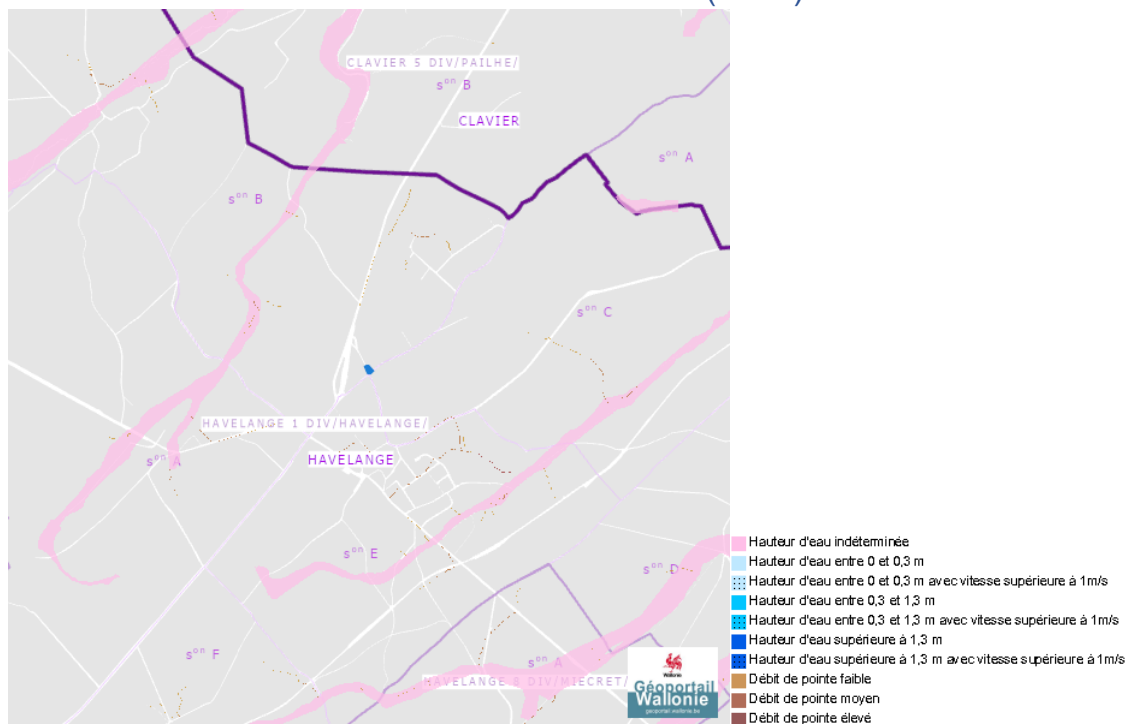 CLAVIER 5 DIV/PAILHE/
sᵒⁿ B
CLAVIER
sᵒⁿ A
sᵒⁿ B
sᵒⁿ C
HAVELANGE 1 DIV/HAVELANGE/
HAVELANGE
sᵒⁿ A
sᵒⁿ E
sᵒⁿ D
sᵒⁿ F
sᵒⁿ A
HAVELANGE 8 DIV/MIECRET/
Wallonie
Géoportail
Wallonie
geoportail.wallonie.be
Hauteur d'eau indéterminée
Hauteur d'eau entre 0 et 0,3 m
Hauteur d'eau entre 0 et 0,3 m avec vitesse supérieure à 1m/s
Hauteur d'eau entre 0,3 et 1,3 m
Hauteur d'eau entre 0,3 et 1,3 m avec vitesse supérieure à 1m/s
Hauteur d'eau supérieure à 1,3 m
Hauteur d'eau supérieure à 1,3 m avec vitesse supérieure à 1m/s
Débit de pointe faible
Débit de pointe moyen
Débit de pointe élevé